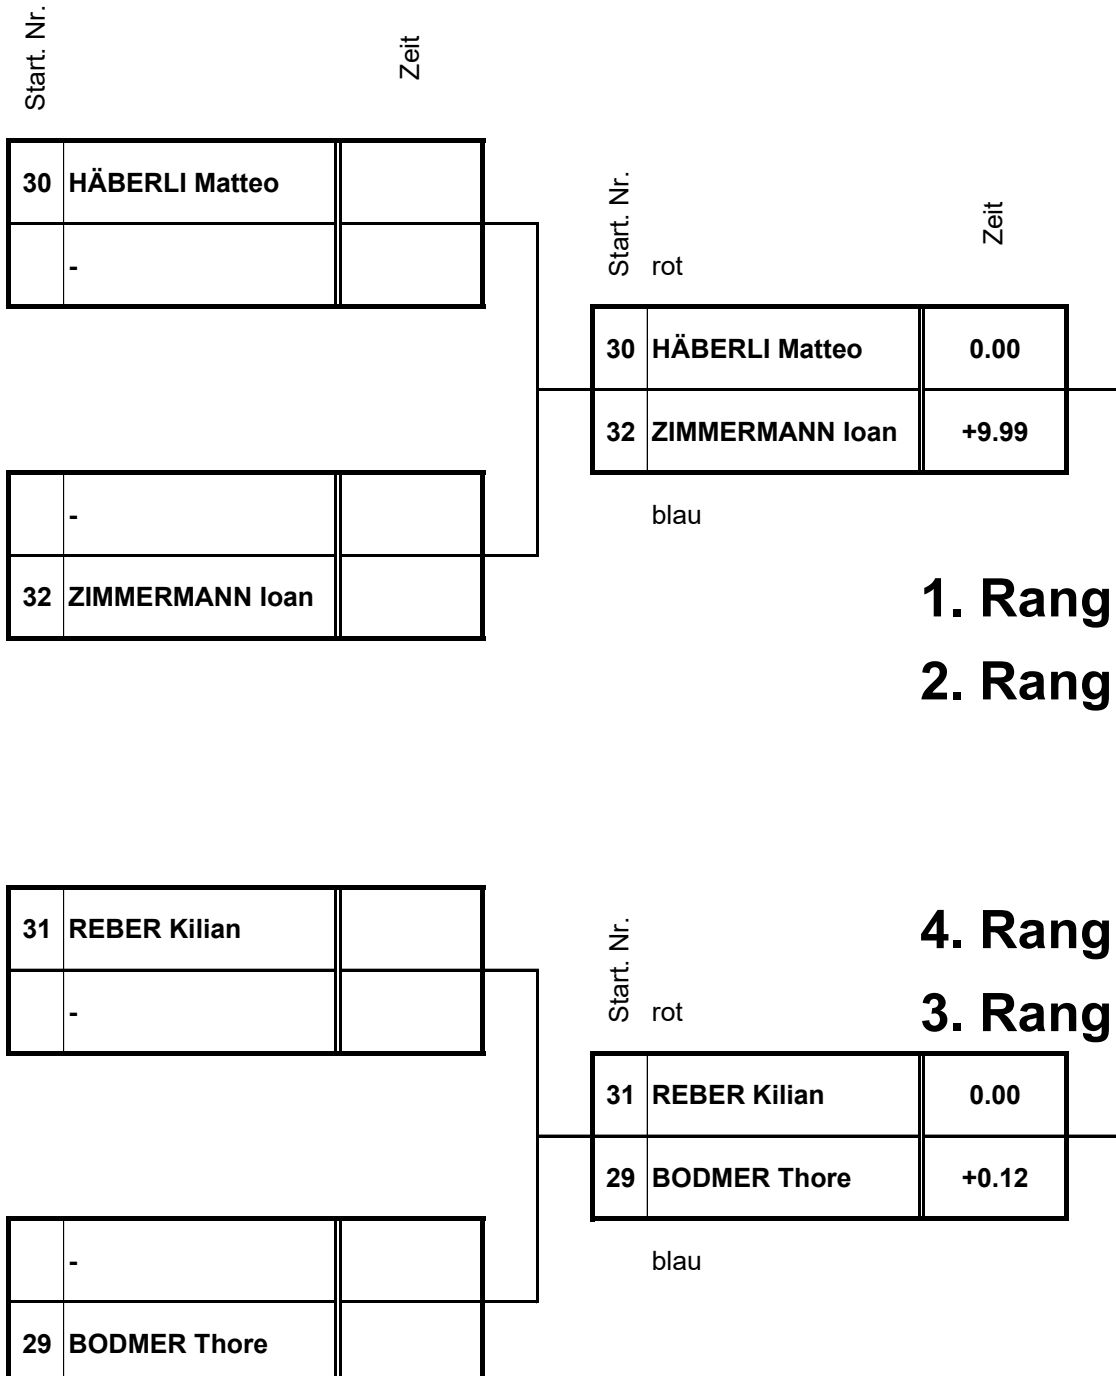 Start. Nr.
Zeit
30 HÄBERLI Matteo
-
Start. Nr.
rot
Zeit
30 HÄBERLI Matteo 0.00
32 ZIMMERMANN Ioan +9.99
-
blau
32 ZIMMERMANN Ioan
1. Rang
2. Rang
31 REBER Kilian
-
Start. Nr.
rot
4. Rang
3. Rang
31 REBER Kilian 0.00
29 BODMER Thore +0.12
-
blau
29 BODMER Thore